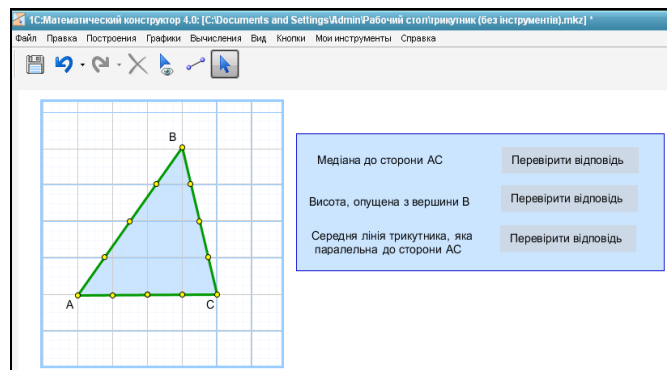 1С:Математический конструктор 4.0: [C:\Documents and Settings\Admin\Рабочий стол\трикутник (без інструментів).mkz] *
Файл Правка Построения Графики Вычисления Вид Кнопки Мои инструменты Справка
B
A
C
Медіана до сторони AC
Перевірити відповідь
Висота, опущена з вершини B
Перевірити відповідь
Середня лінія трикутника, яка
паралельна до сторони AC
Перевірити відповідь